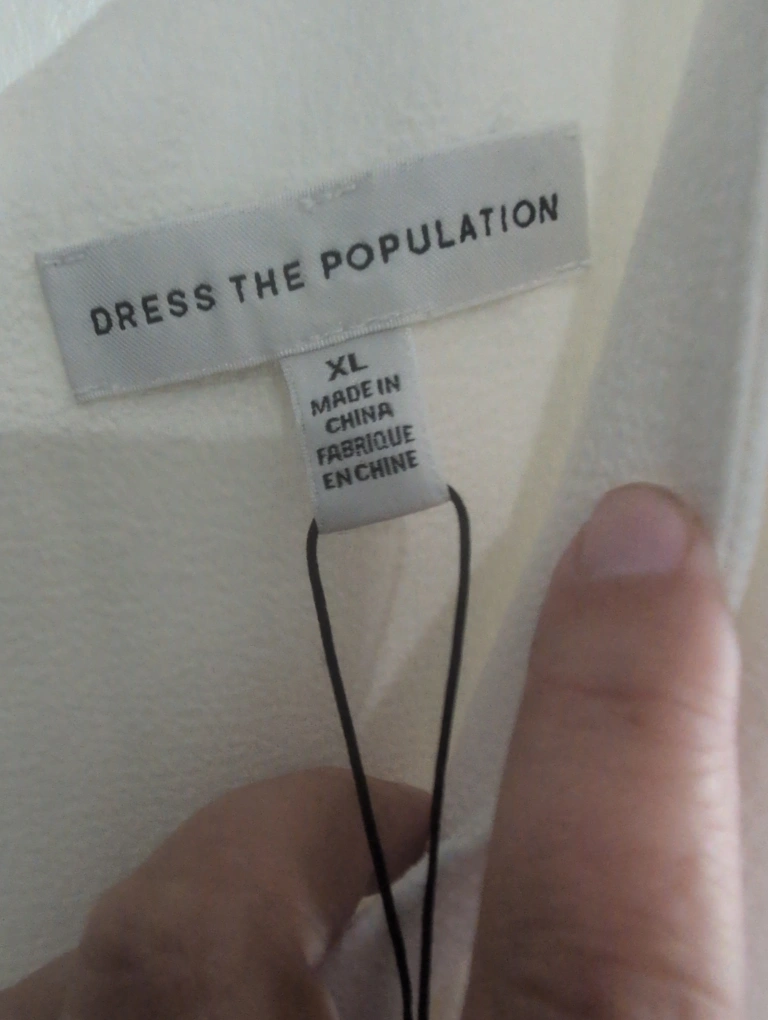 DRESS THE POPULATION
XL
MADE IN
CHINA
FABRIQUE
EN CHINE